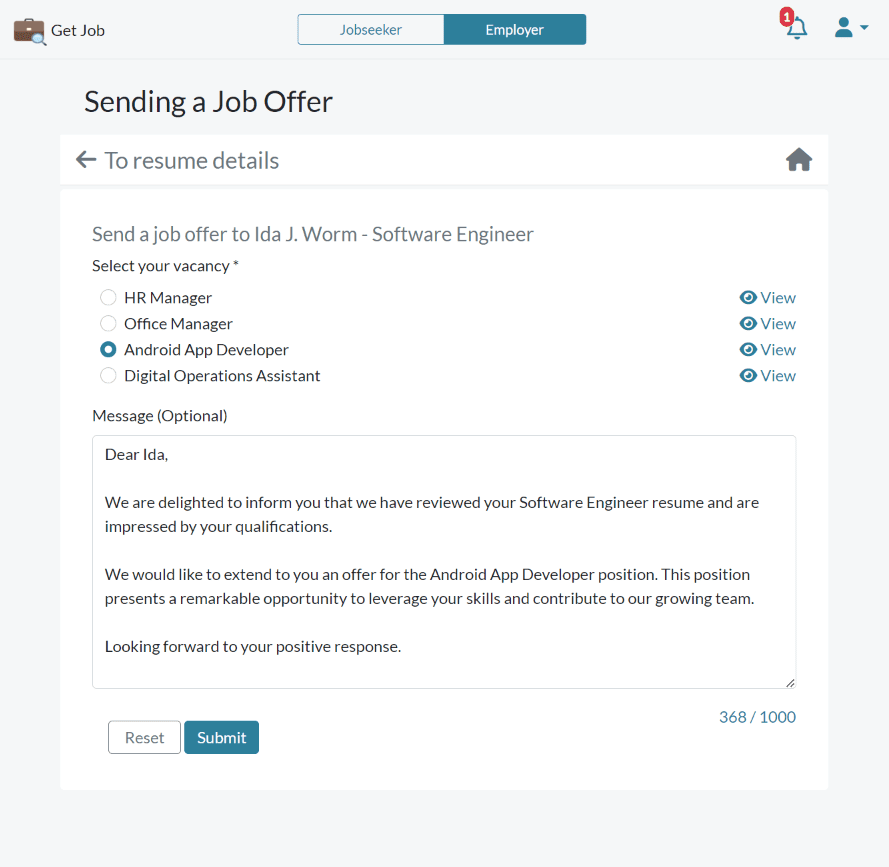 Get Job
Jobseeker
Employer
1
Sending a Job Offer
To resume details
Send a job offer to Ida J. Worm - Software Engineer
Select your vacancy *
HR Manager View
Office Manager View
Android App Developer View
Digital Operations Assistant View
Message (Optional)
Dear Ida,
We are delighted to inform you that we have reviewed your Software Engineer resume and are
impressed by your qualifications.
We would like to extend to you an offer for the Android App Developer position. This position
presents a remarkable opportunity to leverage your skills and contribute to our growing team.
Looking forward to your positive response.
368 / 1000
Reset Submit